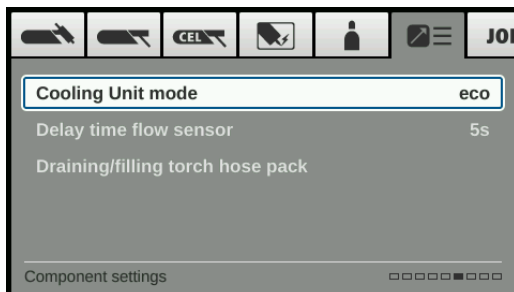 CEL
JO
Cooling Unit mode eco
Delay time flow sensor 5s
Draining/filling torch hose pack
Component settings